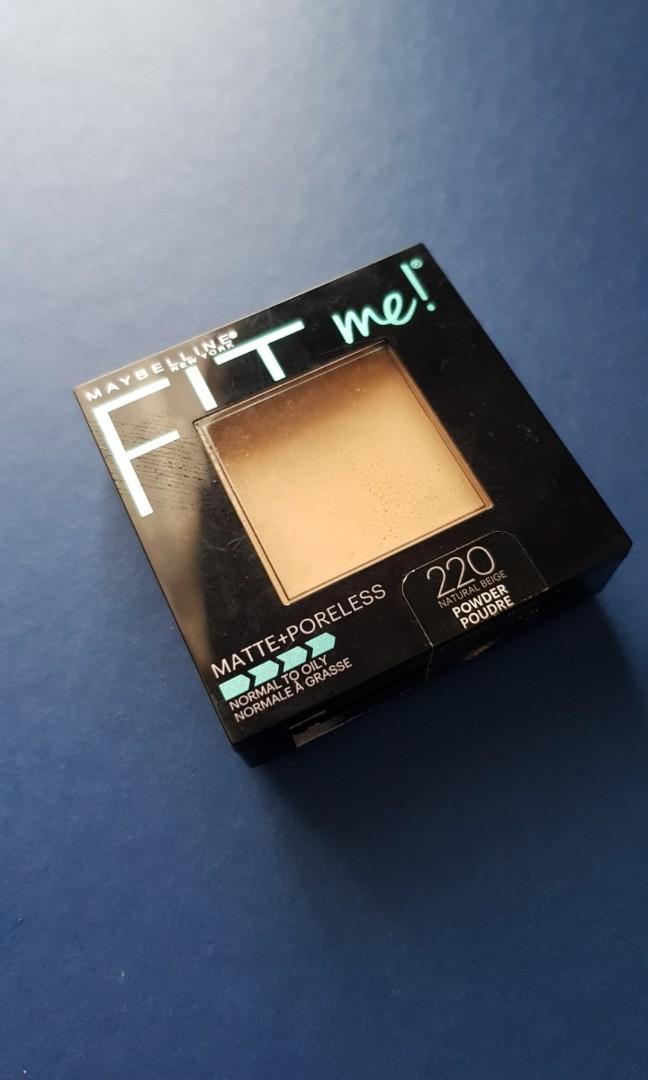 MAYBELLINE®
NEW YORK
FIT me!®
MATTE+PORELESS
NORMAL TO OILY
NORMALE À GRASSE
220
NATURAL BEIGE
POWDER
POUDRE